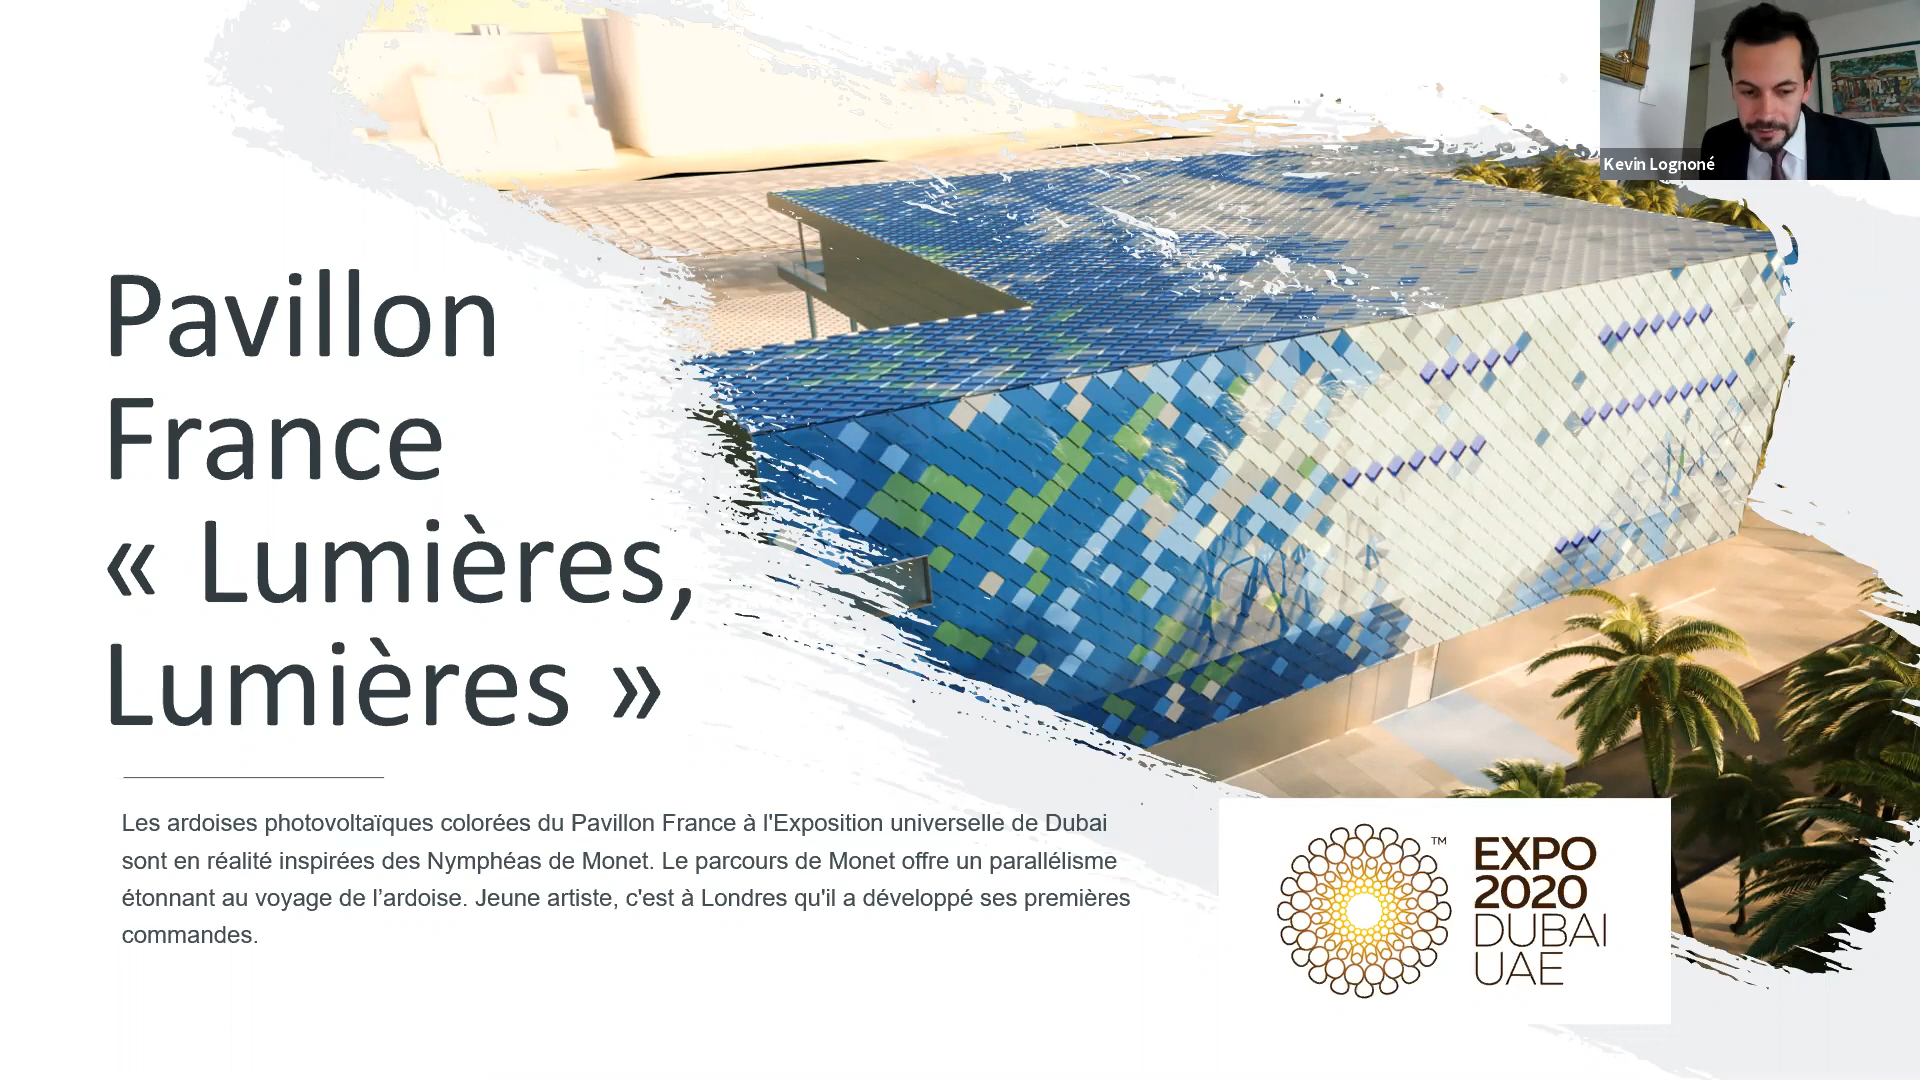 Kevin Lognoné
Pavillon
France
« Lumières,
Lumières »
Les ardoises photovoltaïques colorées du Pavillon France à l'Exposition universelle de Dubai
sont en réalité inspirées des Nymphéas de Monet. Le parcours de Monet offre un parallélisme
étonnant au voyage de l’ardoise. Jeune artiste, c'est à Londres qu'il a développé ses premières
commandes.
TM
EXPO
2020
DUBAI
UAE